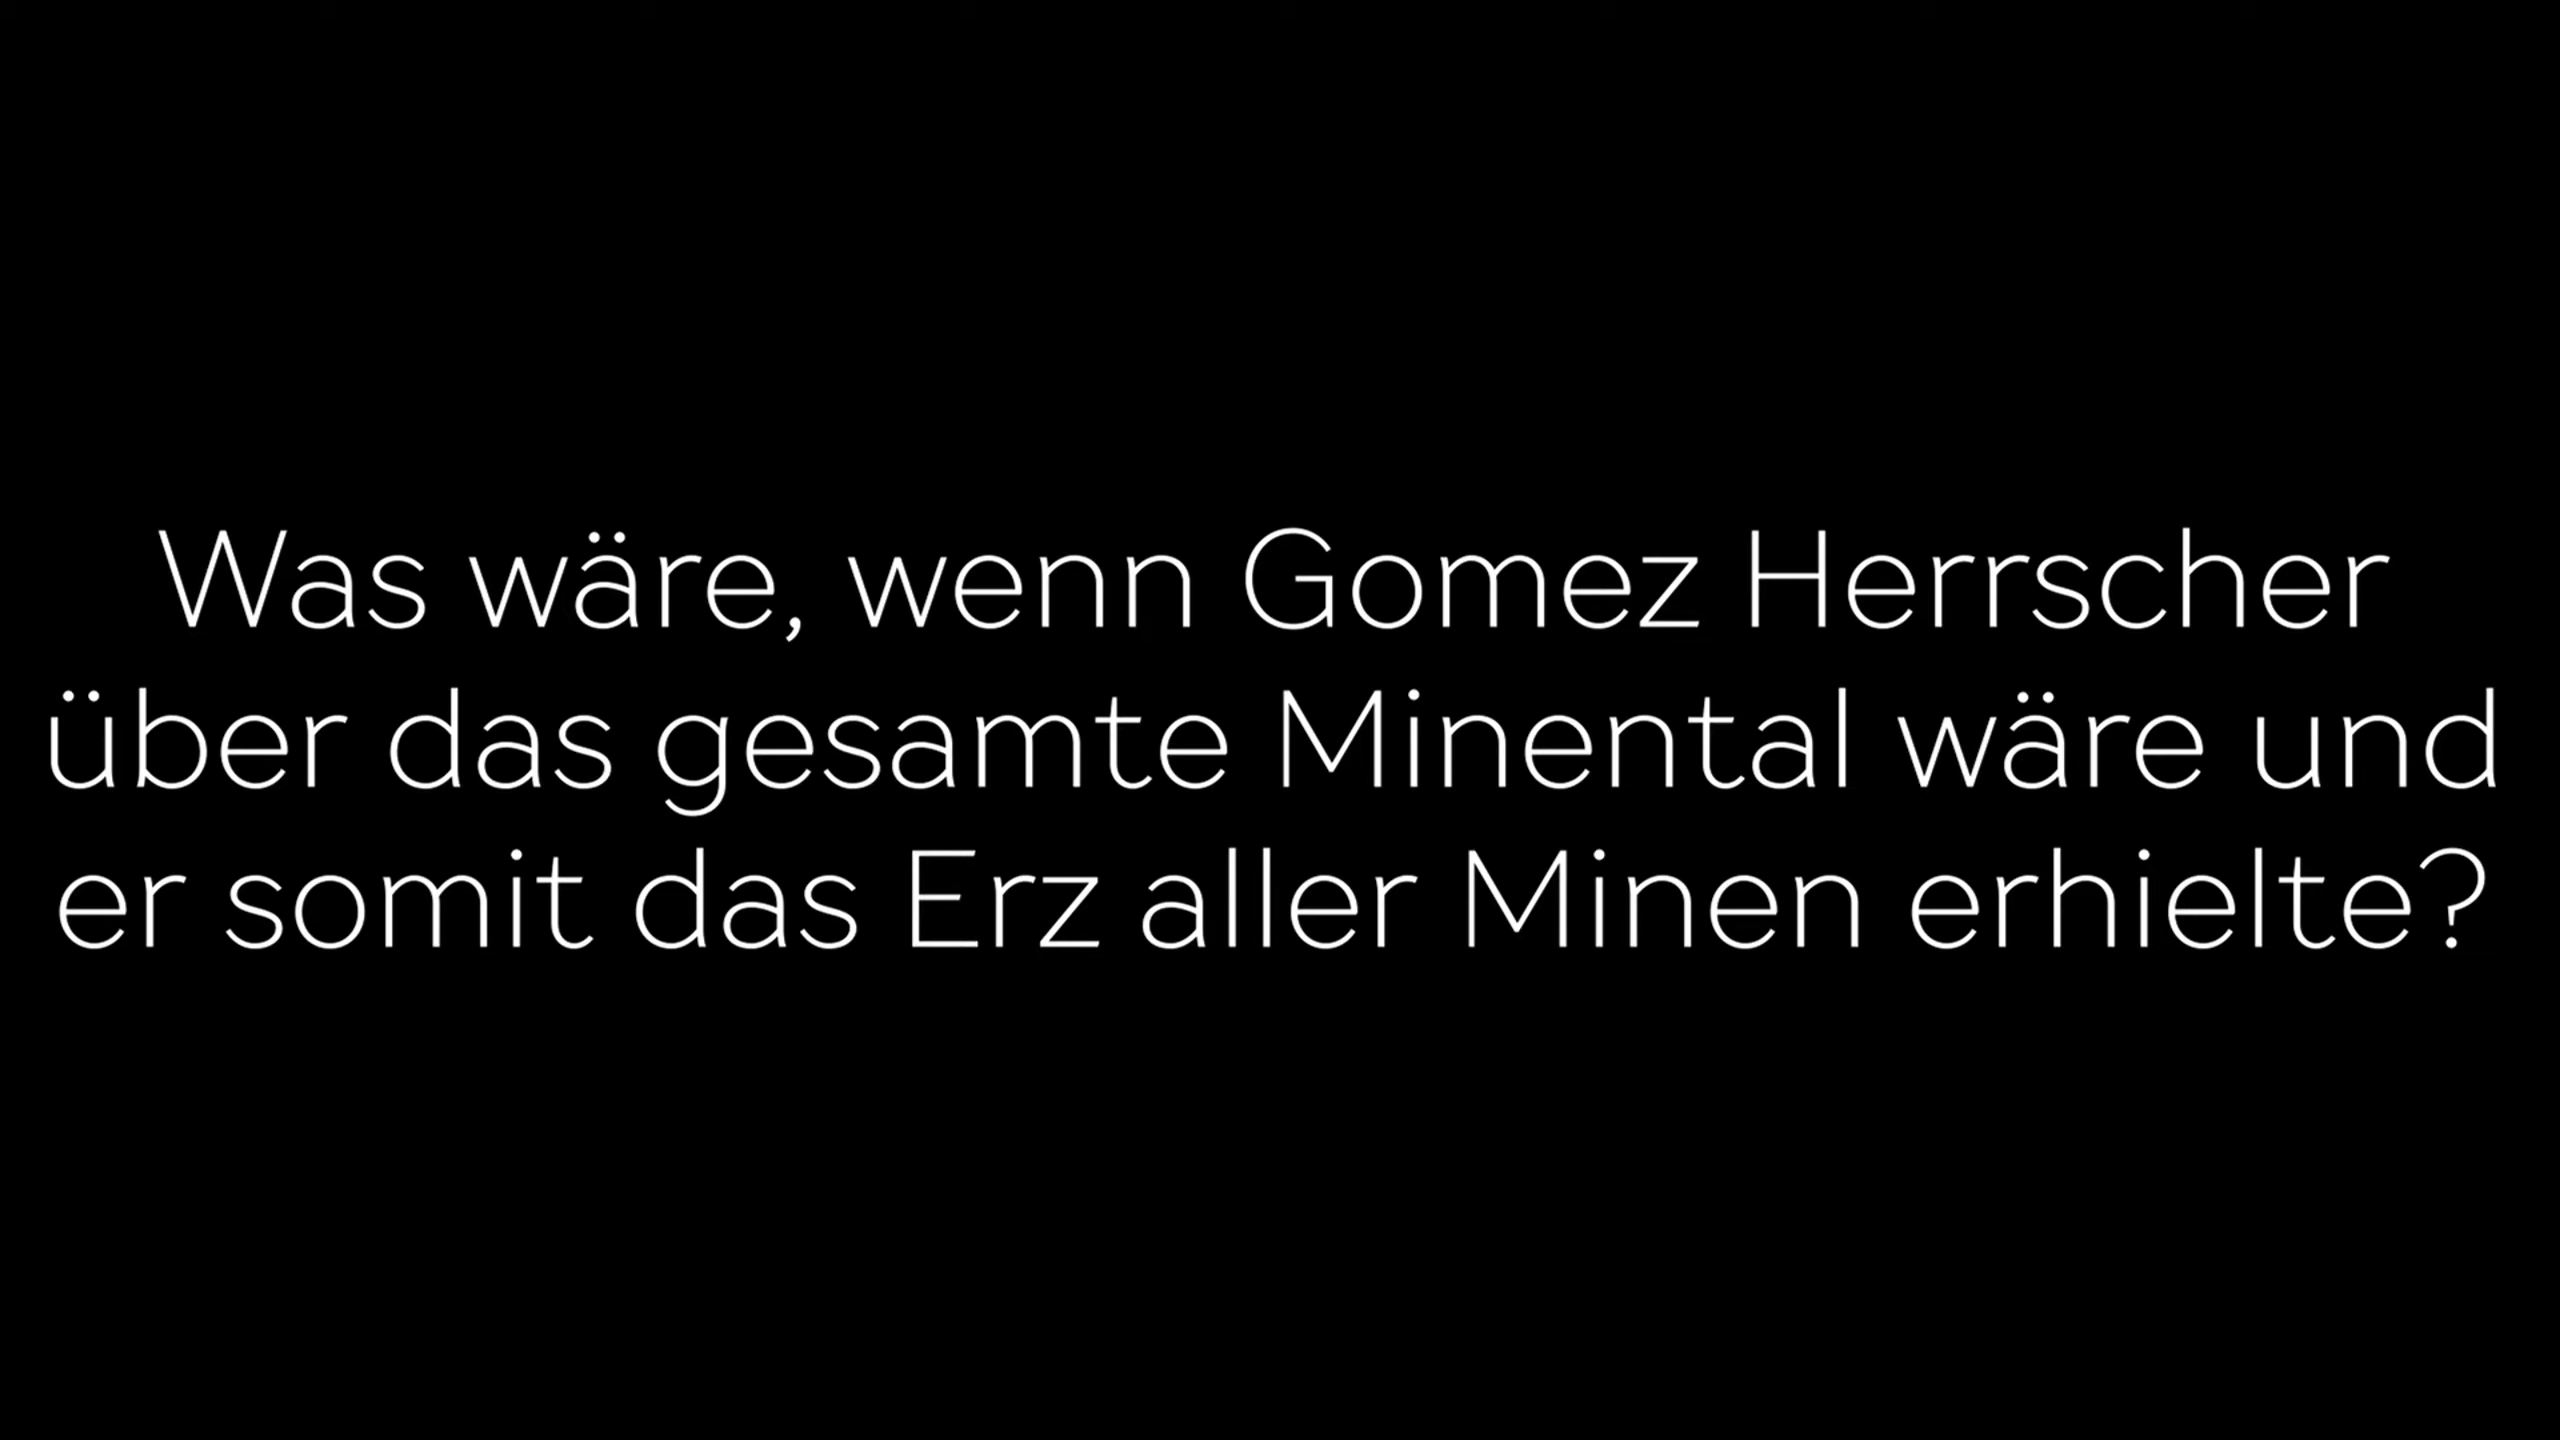 Was wäre, wenn Gomez Herrscher
über das gesamte Minental wäre und
er somit das Erz aller Minen erhielte?